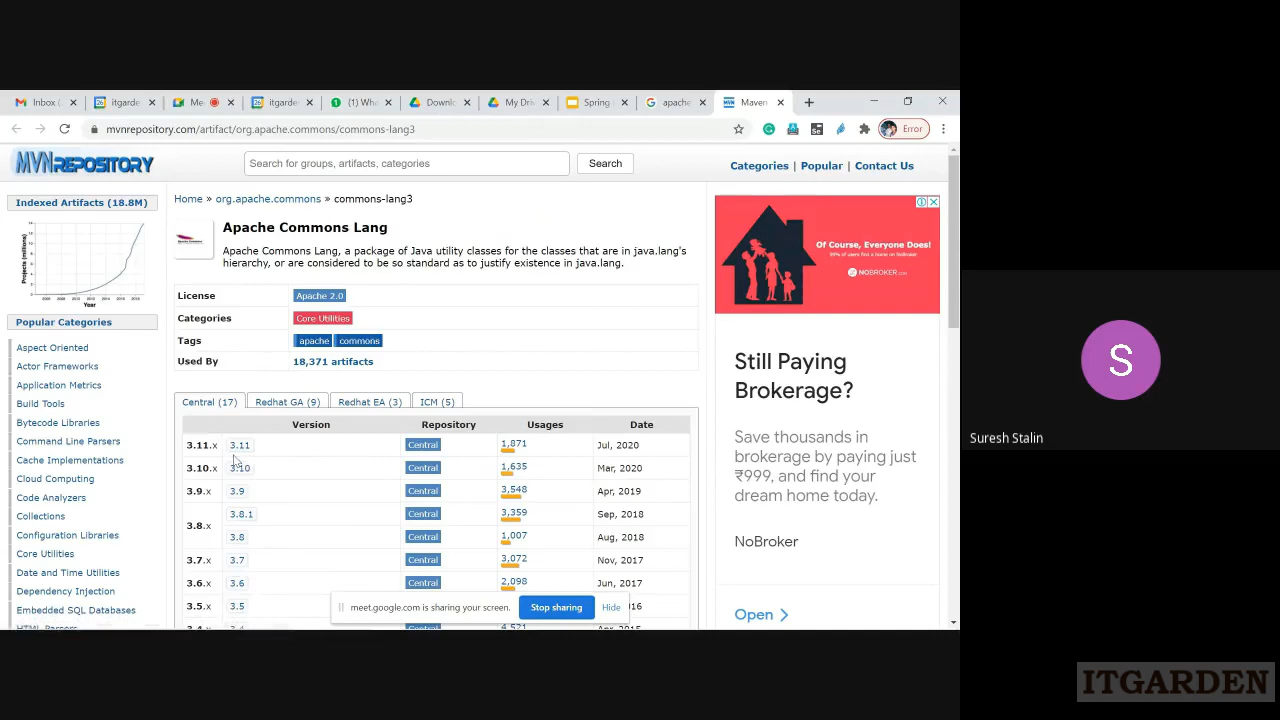 Inbox (
itgarde
Me
itgarde
(1) Wha
Downl
My Driv
Spring
apache
Maven
mvnrepository.com/artifact/org.apache.commons/commons-lang3
Error
MVNREPOSITORY
Search for groups, artifacts, categories
Search
Categories | Popular | Contact Us
Indexed Artifacts (18.8M)
Projects (millions)
Year
Popular Categories
Aspect Oriented
Actor Frameworks
Application Metrics
Build Tools
Bytecode Libraries
Command Line Parsers
Cache Implementations
Cloud Computing
Code Analyzers
Collections
Configuration Libraries
Core Utilities
Date and Time Utilities
Dependency Injection
Embedded SQL Databases
HTML Parsers
Home » org.apache.commons » commons-lang3
Apache Commons Lang
Apache Commons Lang, a package of Java utility classes for the classes that are in java.lang's
hierarchy, or are considered to be so standard as to justify existence in java.lang.
License Apache 2.0
Categories Core Utilities
Tags apache commons
Used By 18,371 artifacts
Central (17) Redhat GA (9) Redhat EA (3) ICM (5)
Version Repository Usages Date
3.11.x 3.11 Central 1,871 Jul, 2020
3.10.x 3.10 Central 1,635 Mar, 2020
3.9.x 3.9 Central 3,548 Apr, 2019
3.8.x
3.8.1 Central 3,359 Sep, 2018
3.8 Central 1,007 Aug, 2018
3.7.x 3.7 Central 3,072 Nov, 2017
3.6.x 3.6 Central 2,098 Jun, 2017
3.5.x 3.5
meet.google.com is sharing your screen. Stop sharing Hide
Of Course, Everyone Does!
NOBROKER.COM
Still Paying
Brokerage?
Save thousands in
brokerage by paying just
₹999, and find your
dream home today.
NoBroker
Open
S
Suresh Stalin
ITGARDEN